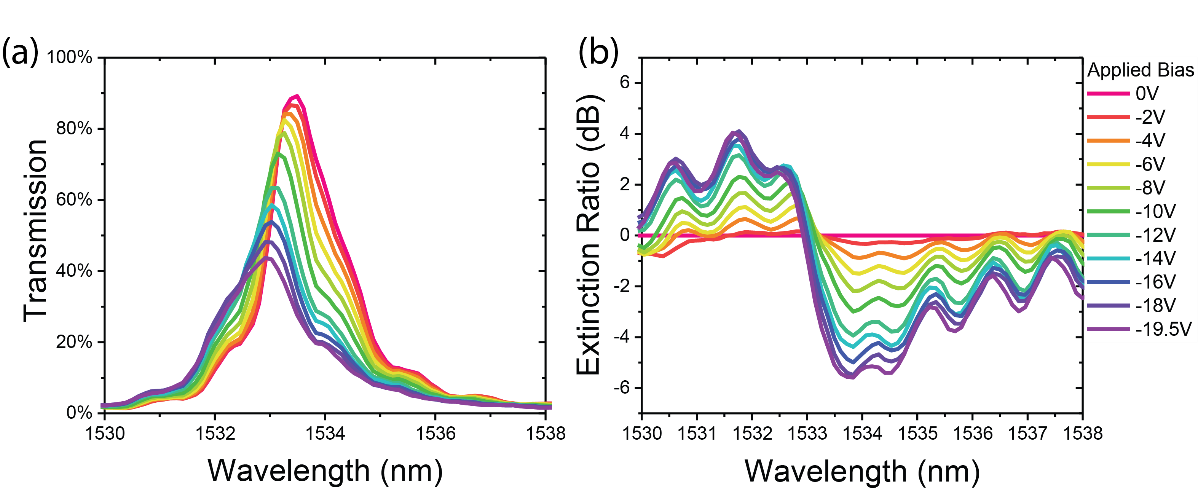 (a)
100%
80%
60%
40%
20%
0%
Transmission
1530
1532
1534
1536
1538
Wavelength (nm)
(b)
6
4
2
0
-2
-4
-6
Extinction Ratio (dB)
1530
1531
1532
1533
1534
1535
1536
1537
1538
Wavelength (nm)
Applied Bias
0V
-2V
-4V
-6V
-8V
-10V
-12V
-14V
-16V
-18V
-19.5V